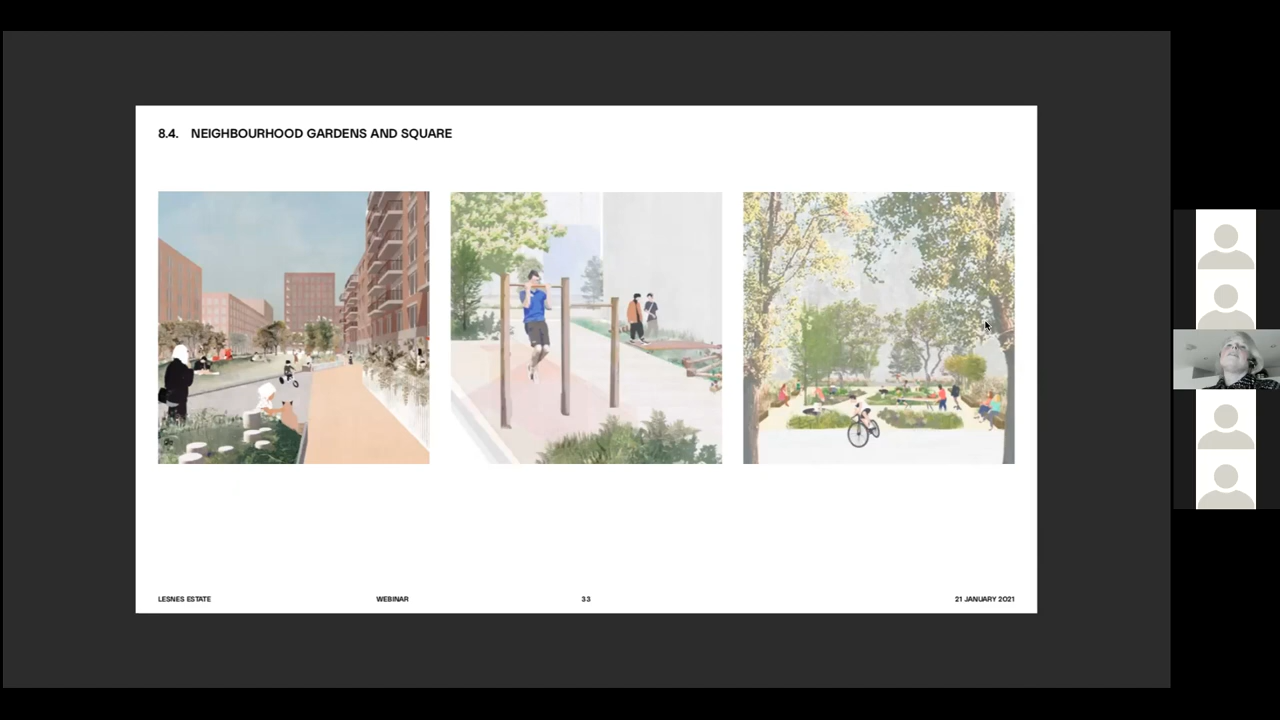 8.4. NEIGHBOURHOOD GARDENS AND SQUARE
LESNES ESTATE WEBINAR 33 21 JANUARY 2021